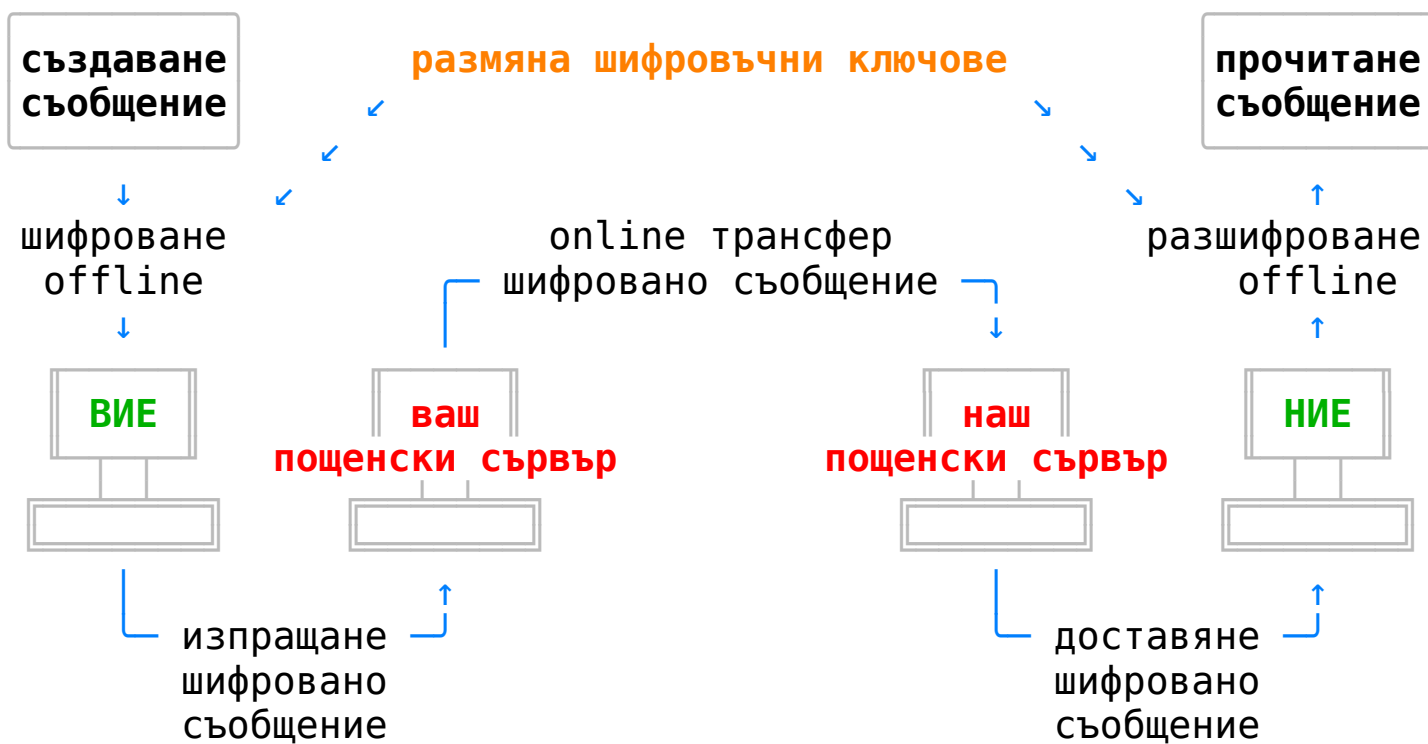 създаване
съобщение
размяна шифровъчни ключове
прочитане
съобщение
шифроване
offline
online трансфер
шифровано съобщение
разшифроване
offline
ВИЕ
ваш
пощенски сървър
наш
пощенски сървър
НИЕ
изпращане
шифровано
съобщение
доставяне
шифровано
съобщение